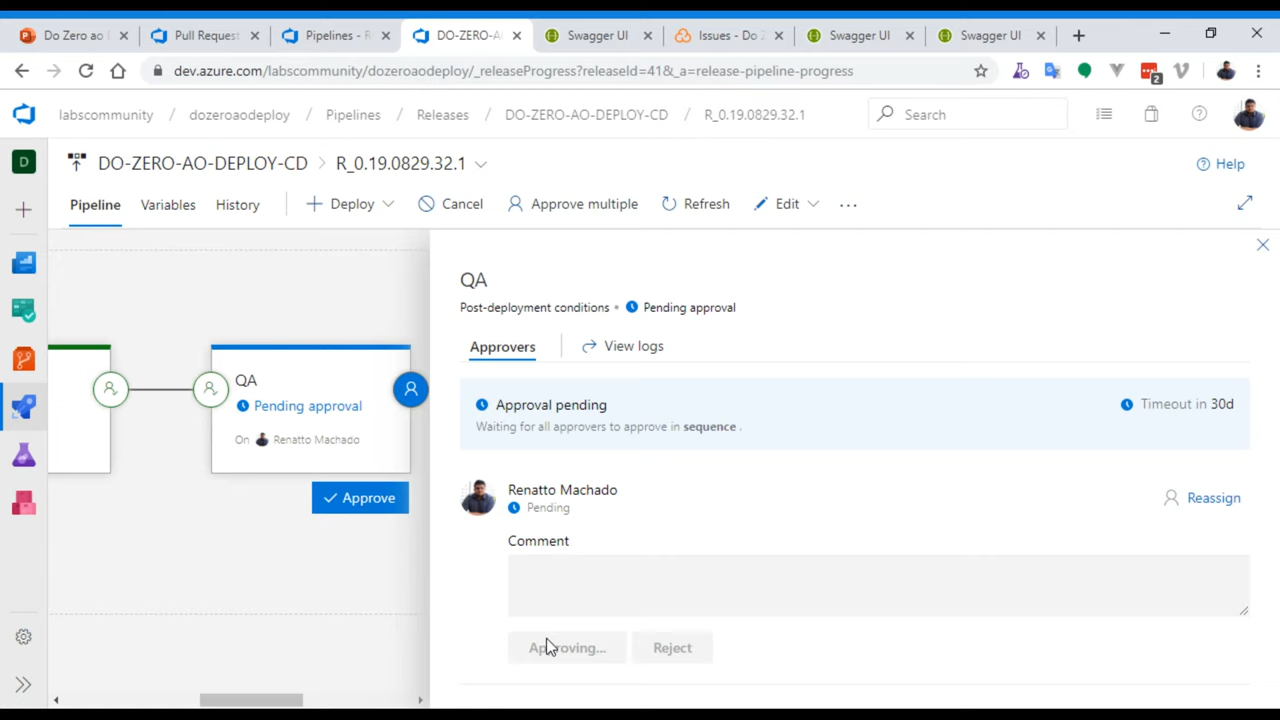 Do Zero ao
Pull Request
Pipelines - R
DO-ZERO-A
Swagger UI
Issues - Do Z
Swagger UI
Swagger UI
dev.azure.com/labscommunity/dozeroaodeploy/_releaseProgress?releaseId=41&_a=release-pipeline-progress
2
labscommunity / dozeroaodeploy / Pipelines / Releases / DO-ZERO-AO-DEPLOY-CD / R_0.19.0829.32.1
Search
D
DO-ZERO-AO-DEPLOY-CD > R_0.19.0829.32.1
Help
Pipeline
Variables
History
Deploy
Cancel
Approve multiple
Refresh
Edit
QA
Pending approval
On Renatto Machado
Approve
QA
Post-deployment conditions • Pending approval
Approvers
View logs
Approval pending
Timeout in 30d
Waiting for all approvers to approve in sequence .
Renatto Machado
Pending
Reassign
Comment
Approving...
Reject